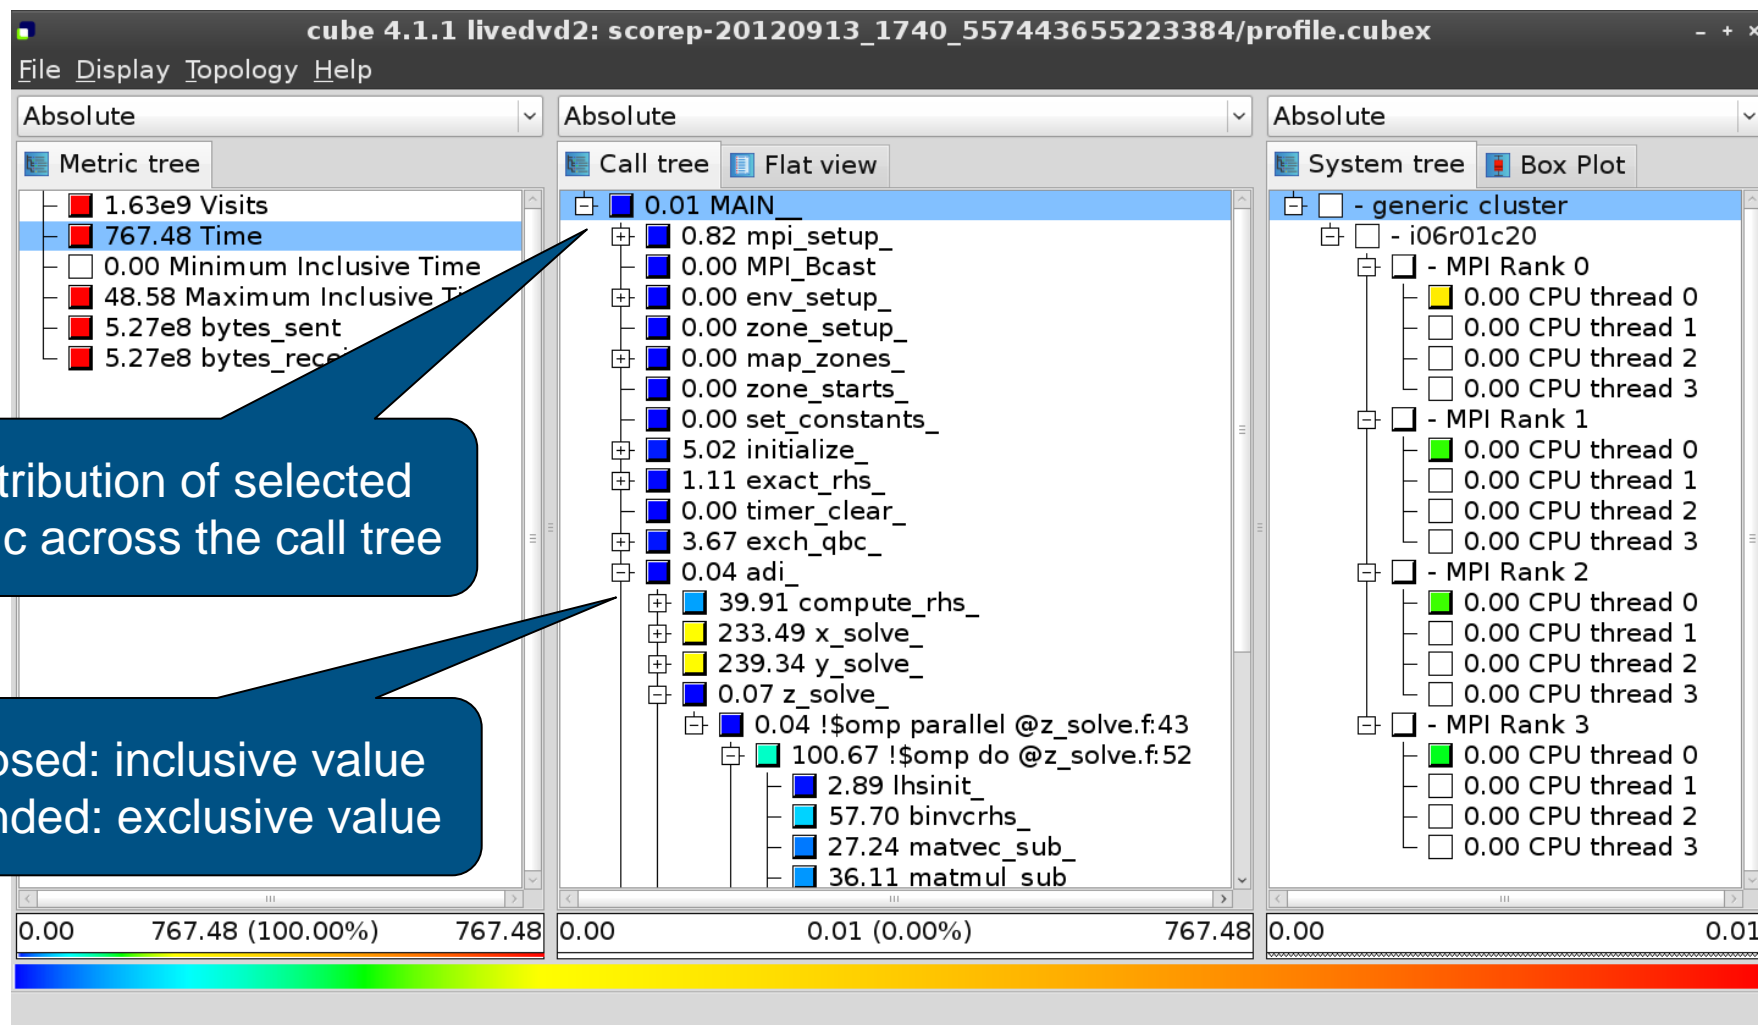 cube 4.1.1 livedvd2: scorep-20120913_1740_557443655223384/profile.cubex
File Display Topology Help
Absolute
Metric tree
1.63e9 Visits
767.48 Time
0.00 Minimum Inclusive Time
48.58 Maximum Inclusive
5.27e8 bytes_sent
5.27e8
tribution of selected
c across the call tree
osed: inclusive value
nded: exclusive value
0.00 767.48 (100.00%) 767.48
Absolute
Call tree Flat view
0.01 MAIN__
0.82 mpi_setup_
0.00 MPI_Bcast
0.00 env_setup_
0.00 zone_setup_
0.00 map_zones_
0.00 zone_starts_
0.00 set_constants_
5.02 initialize_
1.11 exact_rhs_
0.00 timer_clear_
3.67 exch_qbc_
0.04 adi_
39.91 compute_rhs_
233.49 x_solve_
239.34 y_solve_
0.07 z_solve_
0.04 !$omp parallel @z_solve.f:43
100.67 !$omp do @z_solve.f:52
2.89 lhsinit_
57.70 binvcrhs_
27.24 matvec_sub_
36.11 matmul_sub
0.00 0.01 (0.00%) 767.48
Absolute
System tree Box Plot
- generic cluster
- i06r01c20
- MPI Rank 0
0.00 CPU thread 0
0.00 CPU thread 1
0.00 CPU thread 2
0.00 CPU thread 3
- MPI Rank 1
0.00 CPU thread 0
0.00 CPU thread 1
0.00 CPU thread 2
0.00 CPU thread 3
- MPI Rank 2
0.00 CPU thread 0
0.00 CPU thread 1
0.00 CPU thread 2
0.00 CPU thread 3
- MPI Rank 3
0.00 CPU thread 0
0.00 CPU thread 1
0.00 CPU thread 2
0.00 CPU thread 3
0.00 0.01